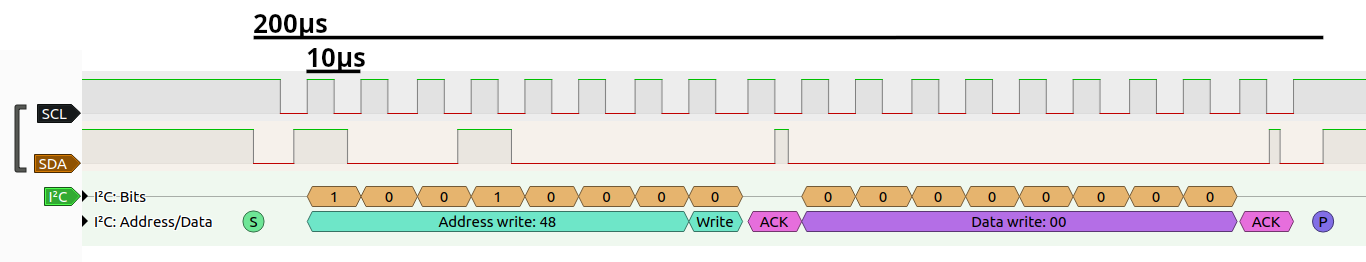 200µs
10µs
SCL
SDA
I²C I²C: Bits 1 0 0 1 0 0 0 0 0 0 0 0 0 0 0 0
I²C: Address/Data S Address write: 48 Write ACK Data write: 00 ACK P